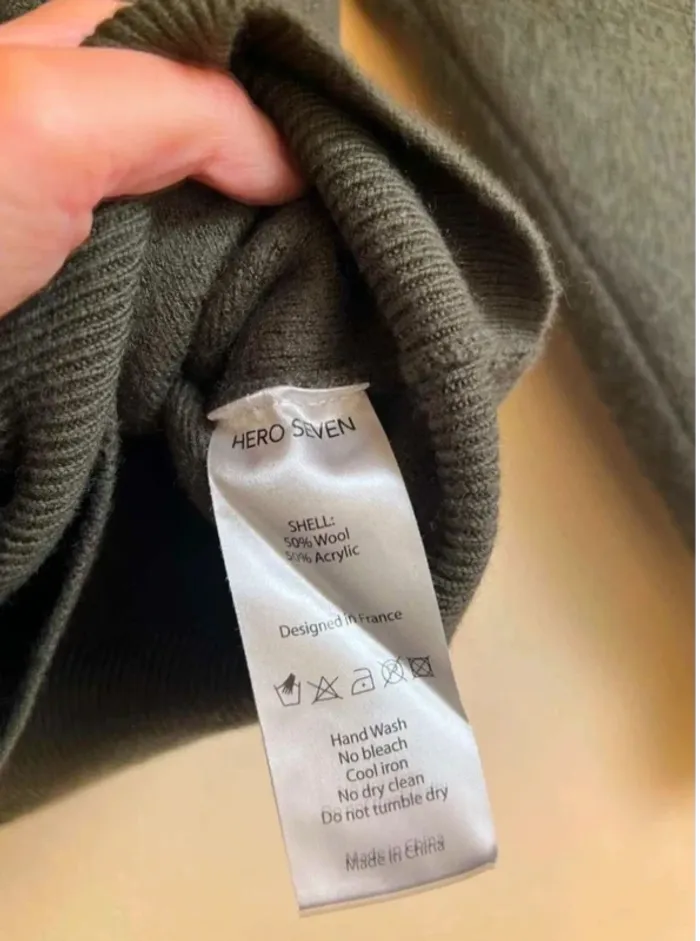 HERO SEVEN
SHELL:
50% Wool
50% Acrylic
Designed in France
Hand Wash
No bleach
Cool iron
No dry clean
Do not tumble dry
Made in China